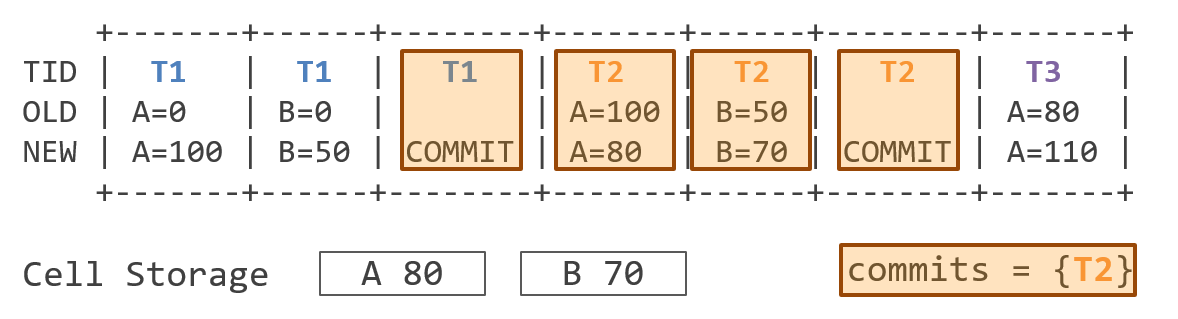 +-------+------+--------+-------+------+--------+-------+
TID | T1 | T1 | T1 | T2 | T2 | T2 | T3 |
OLD | A=0 | B=0 | | A=100 | B=50 | | A=80 |
NEW | A=100 | B=50 | COMMIT | A=80 | B=70 | COMMIT | A=110 |
+-------+------+--------+-------+------+--------+-------+
Cell Storage A 80 B 70 commits = {T2}